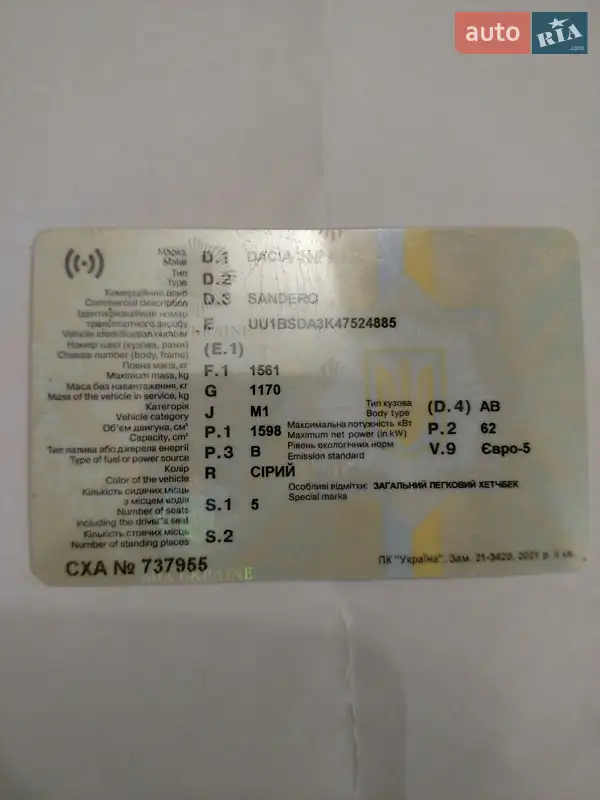 auto RIA .com
Марка D.1 DACIA
Make
Тип D.2
Type
Комерційний опис D.3 SANDERO
Commercial description
Ідентифікаційний номер
транспортного засобу E UU1BSDA3K47524885
Vehicle identification number
Номер шасі (кузова, рами) (E.1)
Chassis number (body, frame)
Повна маса, кг F.1 1561
Maximum mass, kg
Маса без навантаження, кг G 1170
Mass of the vehicle in service, kg
Категорія J M1 Тип кузова (D.4) AB
Vehicle category Body type
Об'єм двигуна, см³ P.1 1598 Максимальна потужність кВт P.2 62
Capacity, cm³ Maximum net power (in kW)
Тип палива або джерела енергії P.3 B Рівень екологічних норм V.9 Євро-5
Type of fuel or power source Emission standard
Колір R СІРИЙ
Color of the vehicle
Кількість сидячих місць Особливі відмітки: ЗАГАЛЬНИЙ ЛЕГКОВИЙ ХЕТЧБЕК
з місцем водія S.1 5 Special marks
Number of seats
including the driver's seat
Кількість стоячих місць S.2
Number of standing places
СХА № 737955
UKRAINE
ПК "Україна". Зам. 21-3429. 2021 р. II кв.